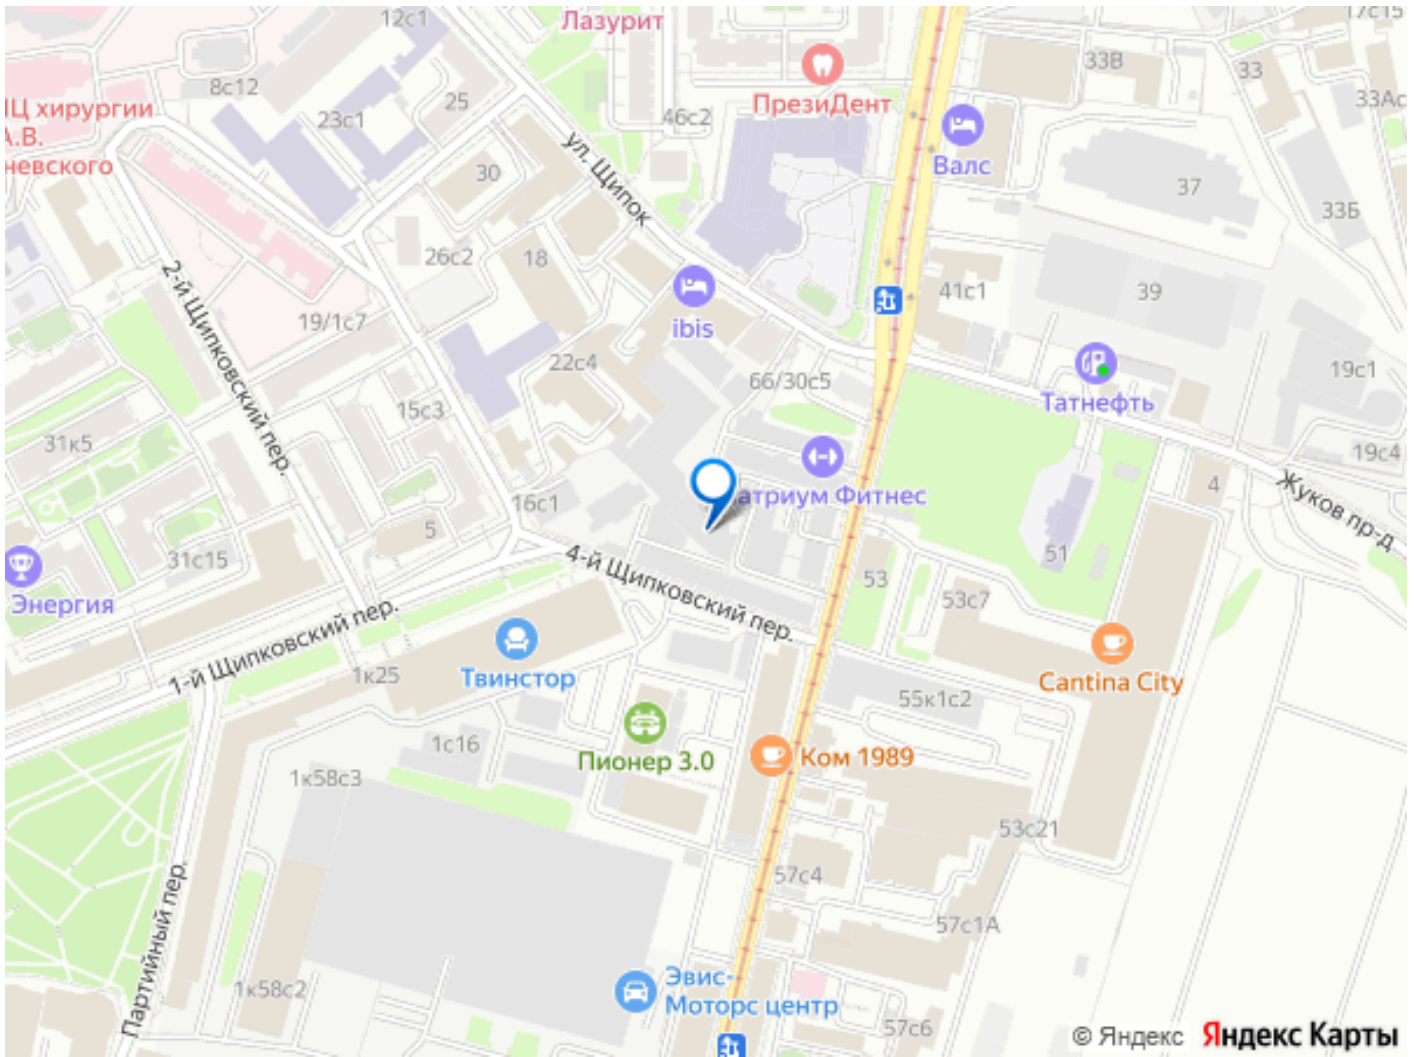 12с1
Лазурит
17с15
33В
33
8с12
25
ПрезиДент
33Ас
НЦ хирургии
А.В.
невского
23с1
46с2
Валс
30
ул. Щипок
37
33Б
26с2
18
2-й Щипковский пер.
41с1
39
19/1с7
ibis
22с4
66/30с5
Татнефть
19с1
15с3
31к5
19с4
16с1
атриум Фитнес
4
Жуков пр-д
5
31с15
4-й Щипковский пер.
51
53
53с7
Энергия
1-й Щипковский пер.
1к25
Твинстор
Cantina City
55к1с2
1с16
Пионер 3.0
Ком 1989
1к58с3
53с21
57с4
Партийный пер.
57с1А
1к58с2
Эвис-
Моторс центр
57с6
© Яндекс Яндекс Карты